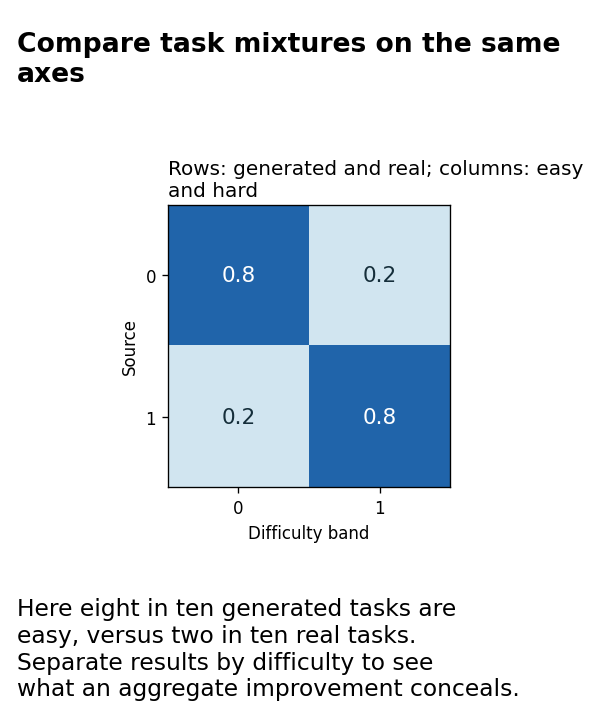 Compare task mixtures on the same
axes
Rows: generated and real; columns: easy
and hard
0.8
0.2
0
0.2
0.8
1
Source
0
1
Difficulty band
Here eight in ten generated tasks are
easy, versus two in ten real tasks.
Separate results by difficulty to see
what an aggregate improvement conceals.